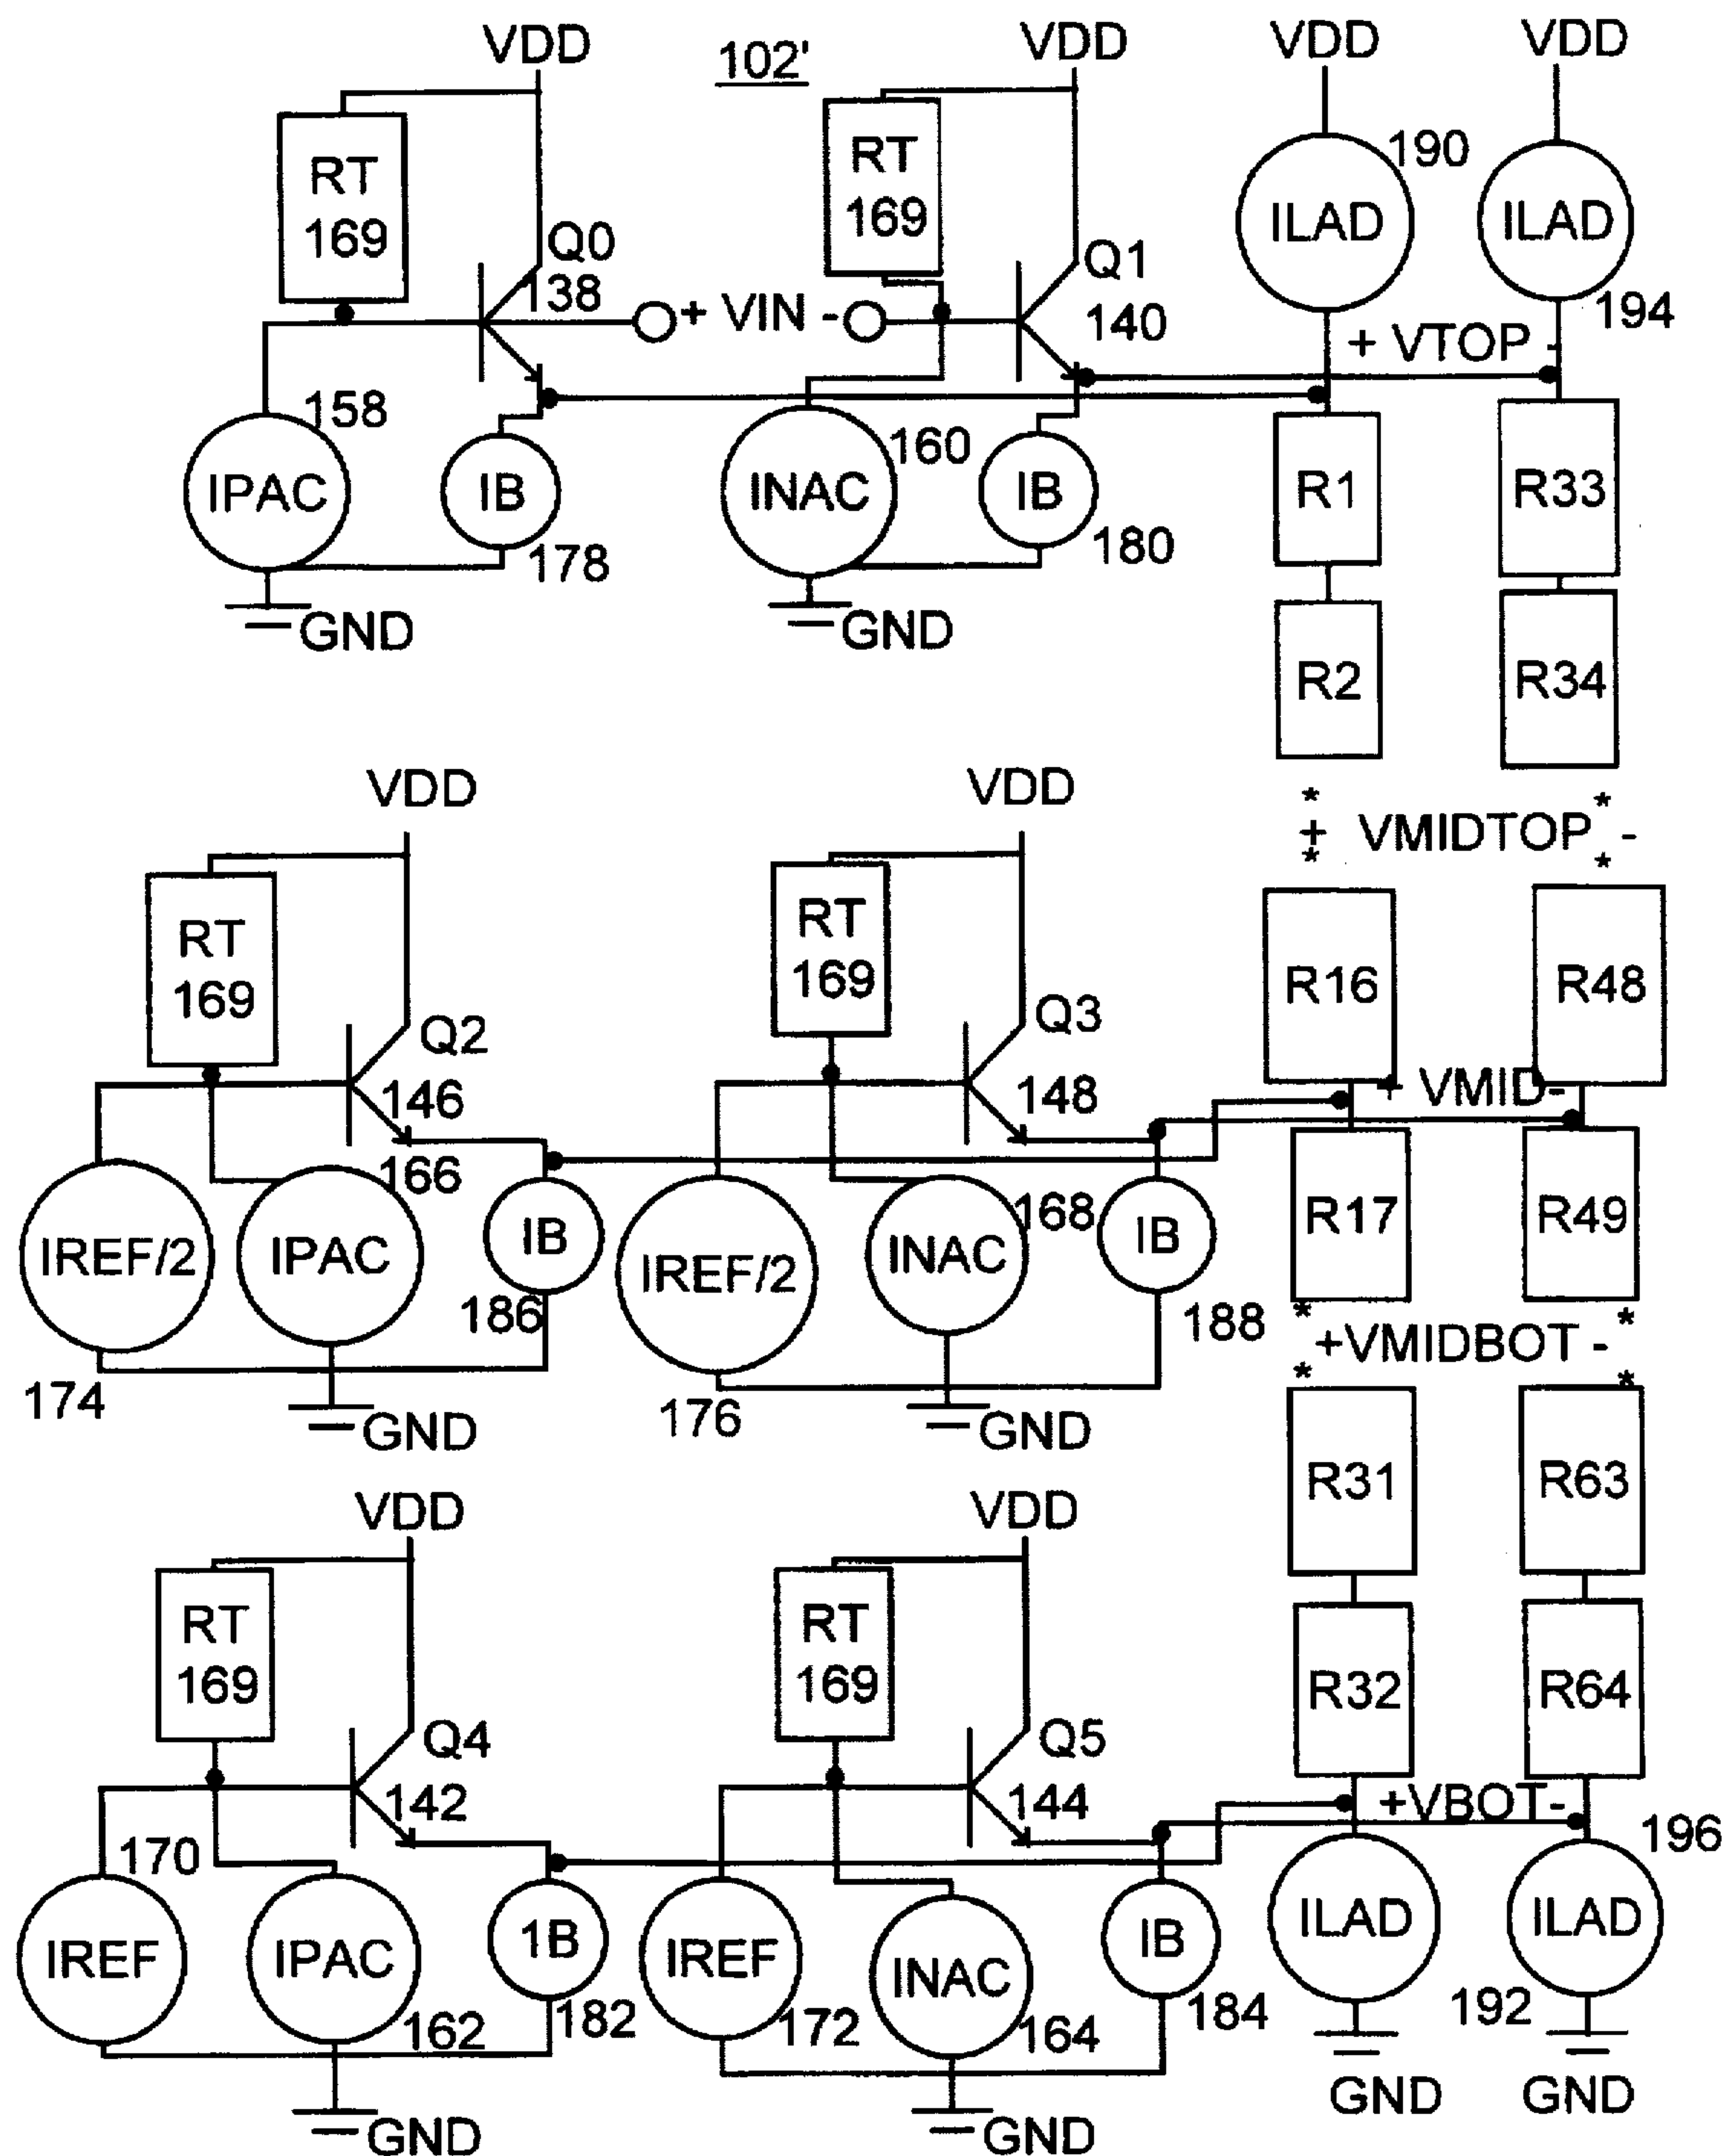 VDD 102' VDD VDD VDD
RT 169
RT 169
190
ILAD
ILAD
Q0
138
+ VIN -
Q1
140
194
+ VTOP -
158
IPAC
IB
178
160
INAC
IB
180
R1
R33
GND
GND
R2
R34
VDD
VDD
*
*
+ VMIDTOP -
*
*
RT 169
RT 169
R16
R48
Q2
146
Q3
148
+ VMID-
166
168
IREF/2
IPAC
IB
IREF/2
INAC
IB
R17
R49
186
188
*
*
+VMIDBOT -
*
*
174
GND
176
GND
R31
R63
VDD
VDD
RT 169
RT 169
R32
R64
Q4
142
Q5
144
+VBOT-
196
170
IREF
IPAC
1B
IREF
INAC
IB
ILAD
ILAD
162
182
172
164
184
192
GND
GND
GND
GND